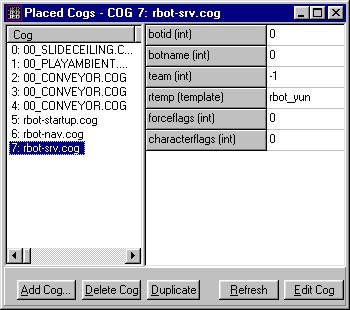 Placed Cogs - COG 7: rbot-srv.cog
Cog
0: 00_SLIDECEILING.C...
1: 00_PLAYAMBIENT....
2: 00_CONVEYOR.COG
3: 00_CONVEYOR.COG
4: 00_CONVEYOR.COG
5: rbot-startup.cog
6: rbot-nav.cog
7: rbot-srv.cog
botid (int) 0
botname (int) 0
team (int) -1
rtemp (template) rbot_yun
forceflags (int) 0
characterflags (int) 0
Add Cog... Delete Cog Duplicate Refresh Edit Cog